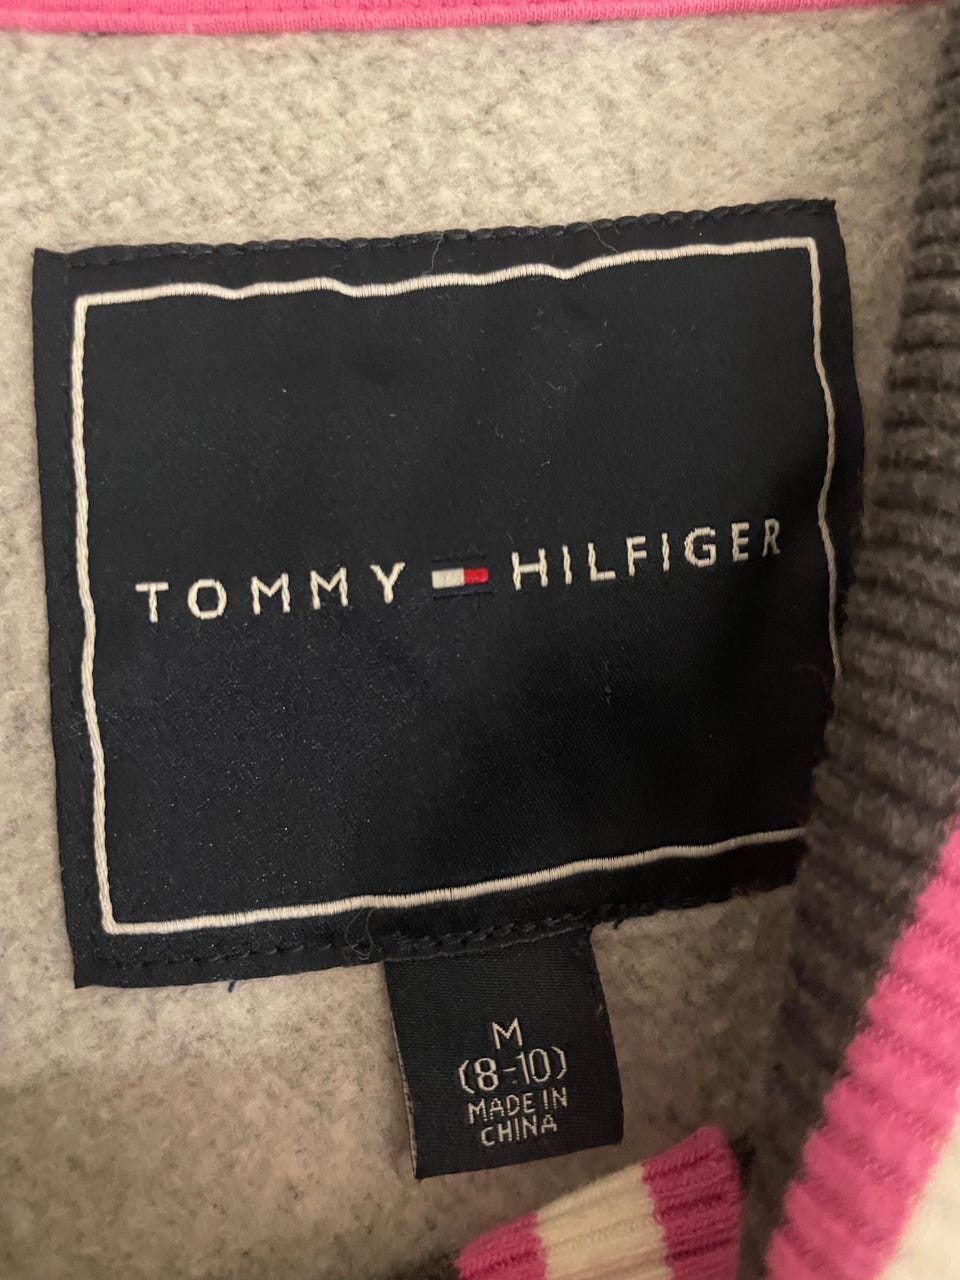 TOMMY HILFIGER
M
(8-10)
MADE IN
CHINA